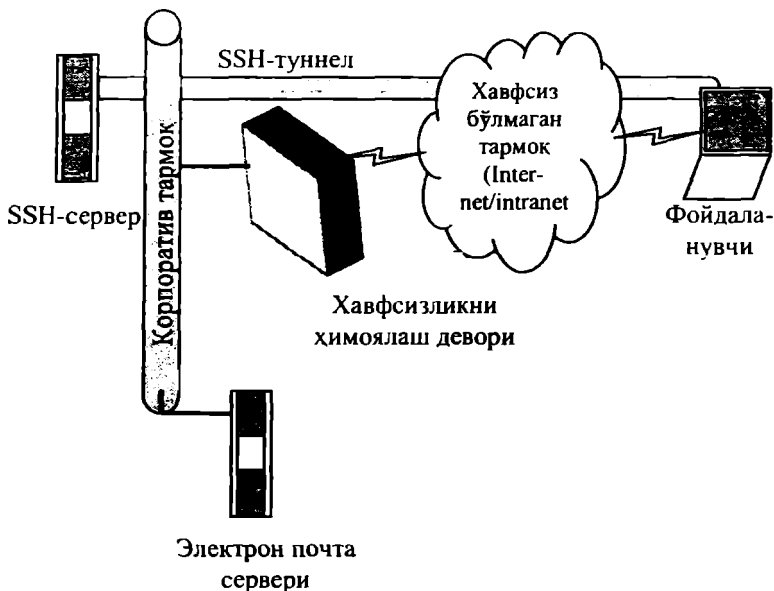 SSH-туннел
Хавфсиз
бўлмаган
тармоқ
(Inter-
net/intranet
SSH-сервер
Корпоратив тармоқ
Фойдала-
нувчи
Хавфсизликни
ҳимоялаш девори
Электрон почта
сервери